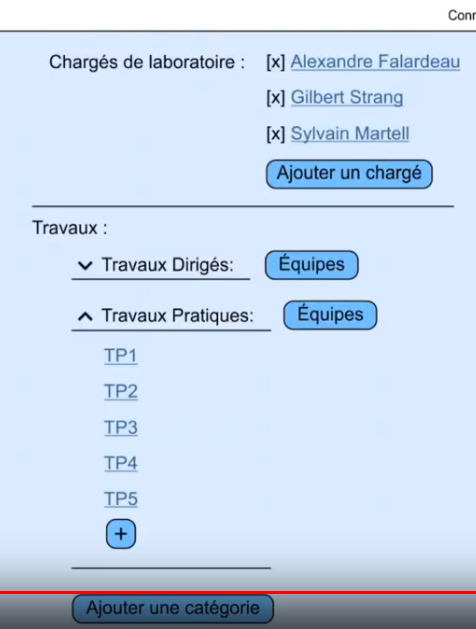 Conn
Chargés de laboratoire : [x] Alexandre Falardeau
[x] Gilbert Strang
[x] Sylvain Martell
Ajouter un chargé
Travaux :
Travaux Dirigés: Équipes
Travaux Pratiques: Équipes
TP1
TP2
TP3
TP4
TP5
+
Ajouter une catégorie